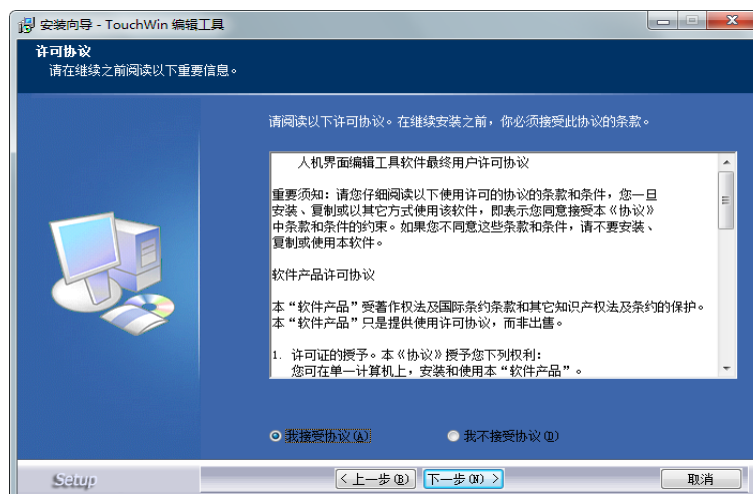 安装向导 - TouchWin 编辑工具
许可协议
请在继续之前阅读以下重要信息。
请阅读以下许可协议。在继续安装之前，你必须接受此协议的条款。
人机界面编辑工具软件最终用户许可协议
重要须知：请您仔细阅读以下使用许可的协议的条款和条件，您一旦
安装、复制或以其它方式使用该软件，即表示您同意接受本《协议》
中条款和条件的约束。如果您不同意这些条款和条件，请不要安装、
复制或使用本软件。
软件产品许可协议
本“软件产品”受著作权法及国际条约条款和其它知识产权法及条约的保护。
本“软件产品”只是提供使用许可协议，而非出售。
1. 许可证的授予。本《协议》授予您下列权利：
您可在单一计算机上，安装和使用本“软件产品”。
我接受协议(A)
我不接受协议(D)
Setup
< 上一步(B)
下一步(N) >
取消